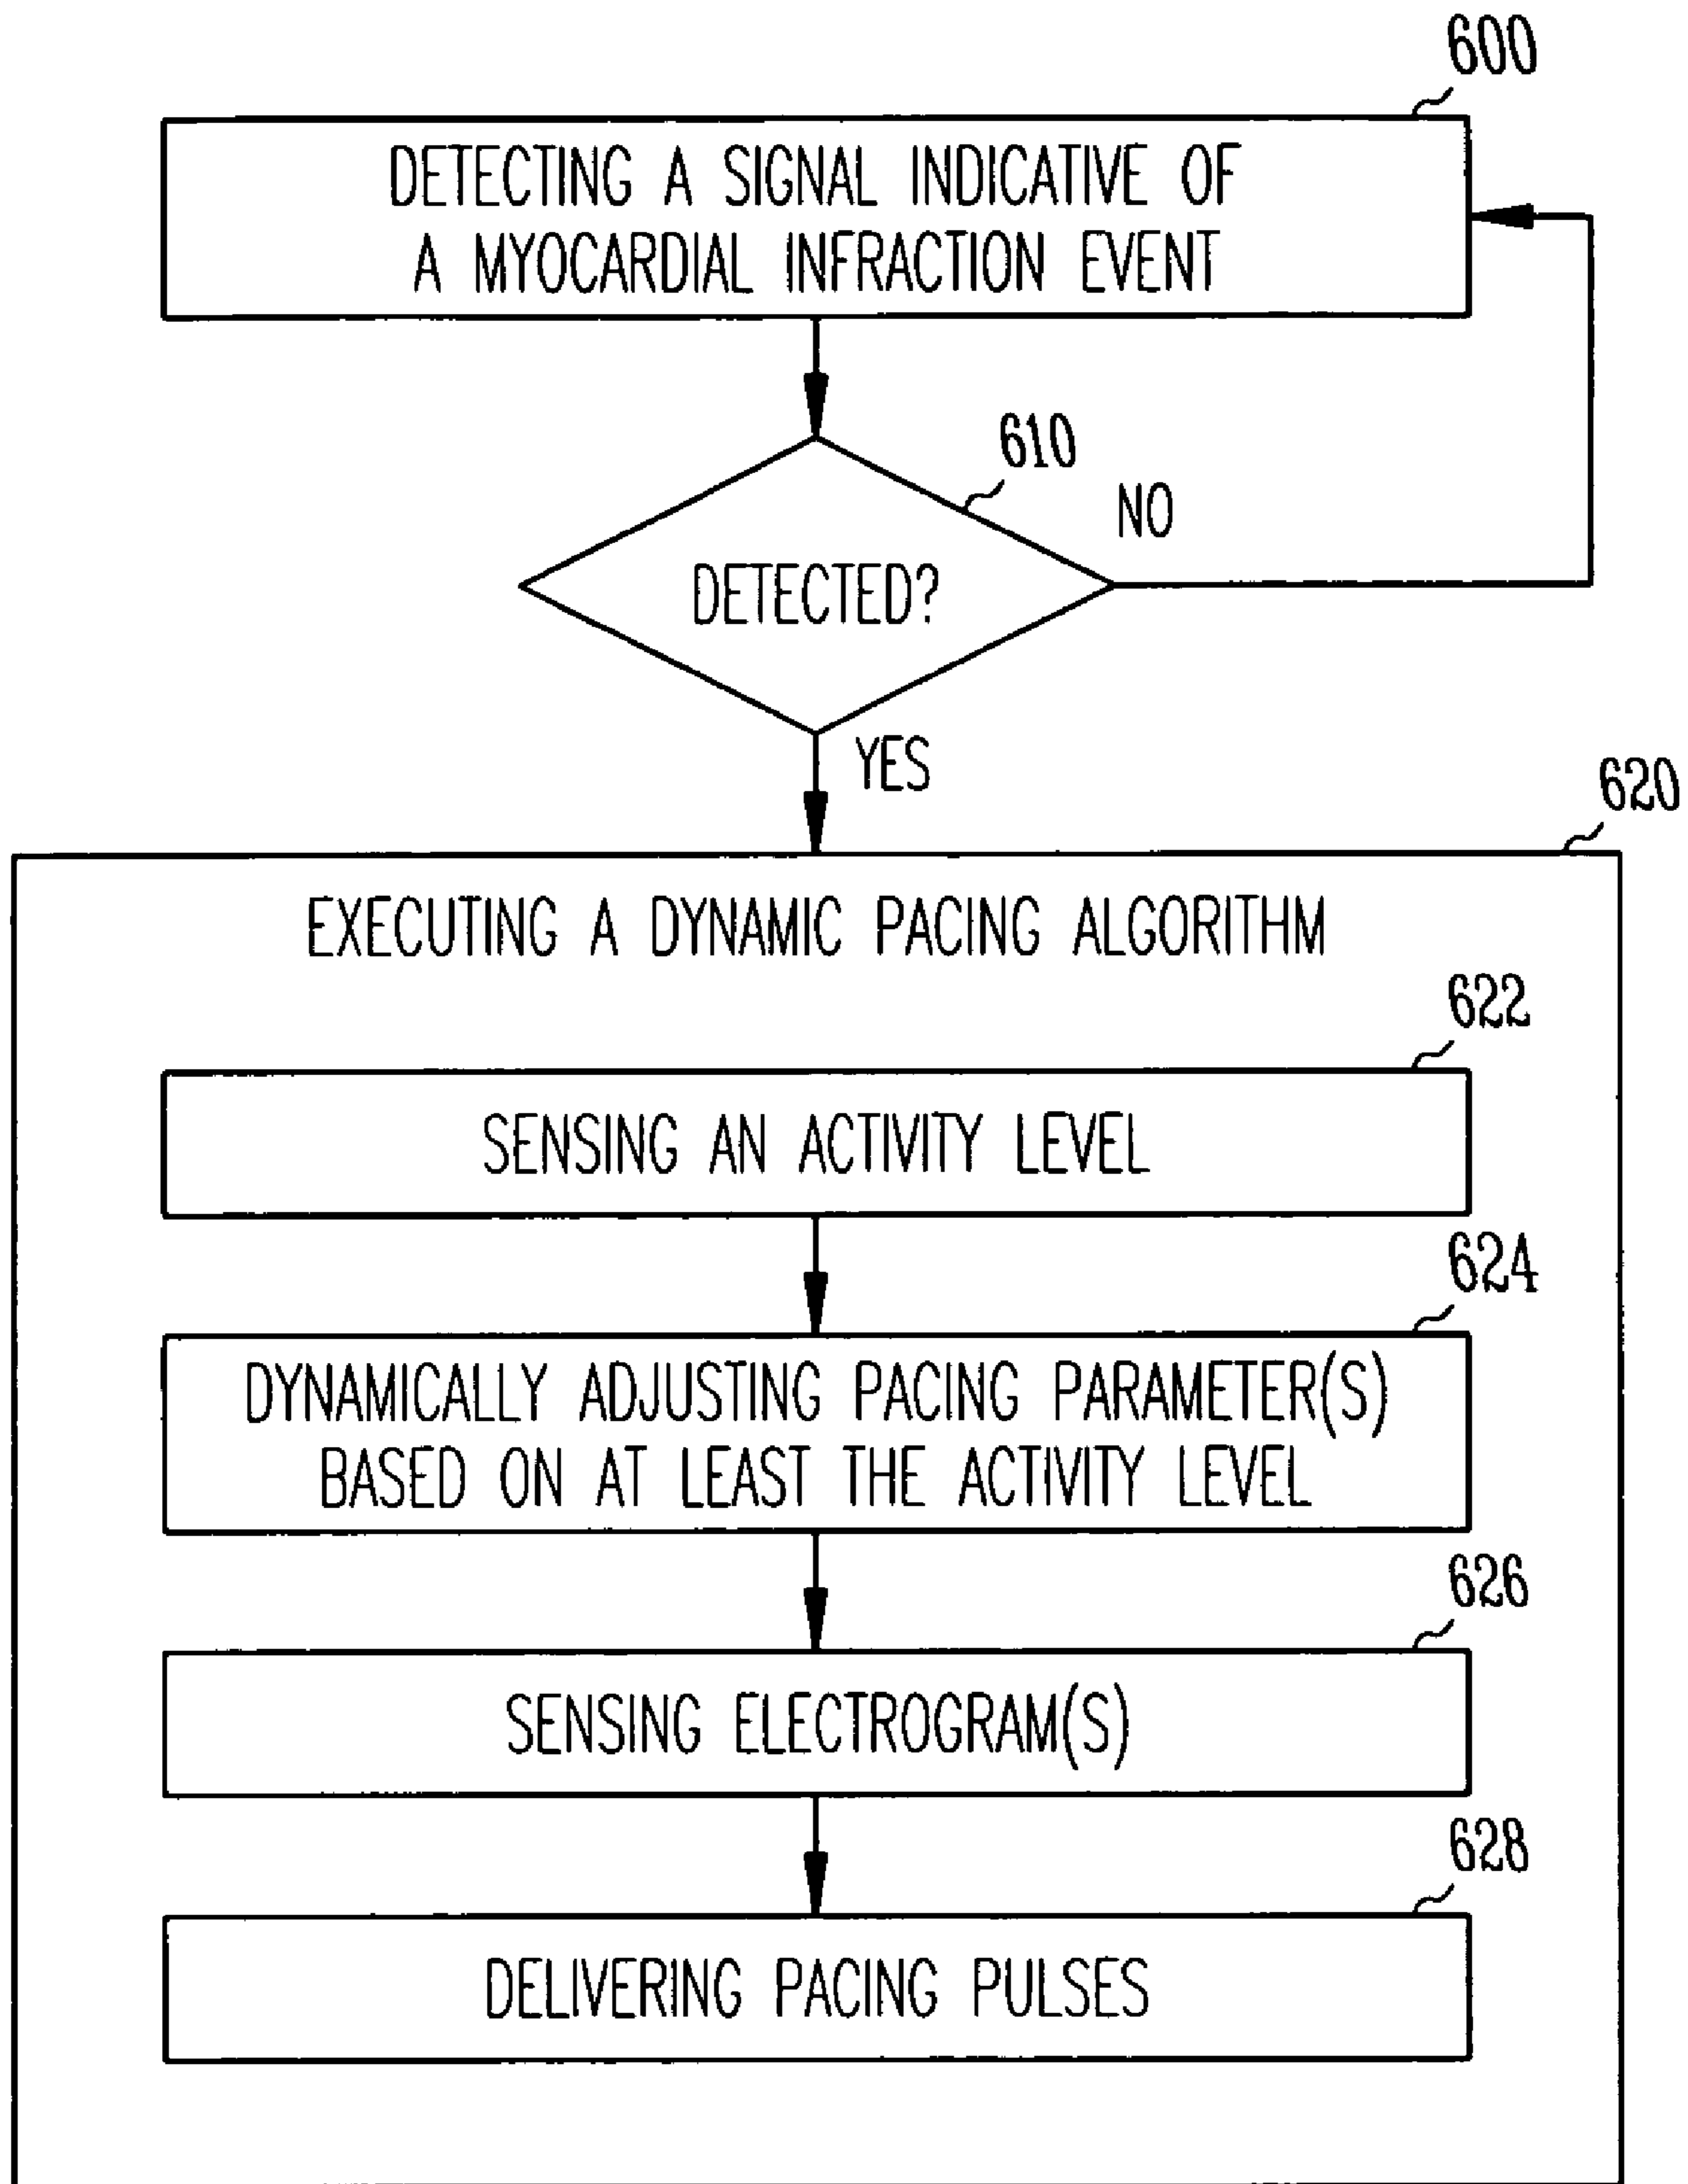 600
DETECTING A SIGNAL INDICATIVE OF
A MYOCARDIAL INFRACTION EVENT
610
NO
DETECTED?
YES
620
EXECUTING A DYNAMIC PACING ALGORITHM
622
SENSING AN ACTIVITY LEVEL
624
DYNAMICALLY ADJUSTING PACING PARAMETER(S)
BASED ON AT LEAST THE ACTIVITY LEVEL
626
SENSING ELECTROGRAM(S)
628
DELIVERING PACING PULSES